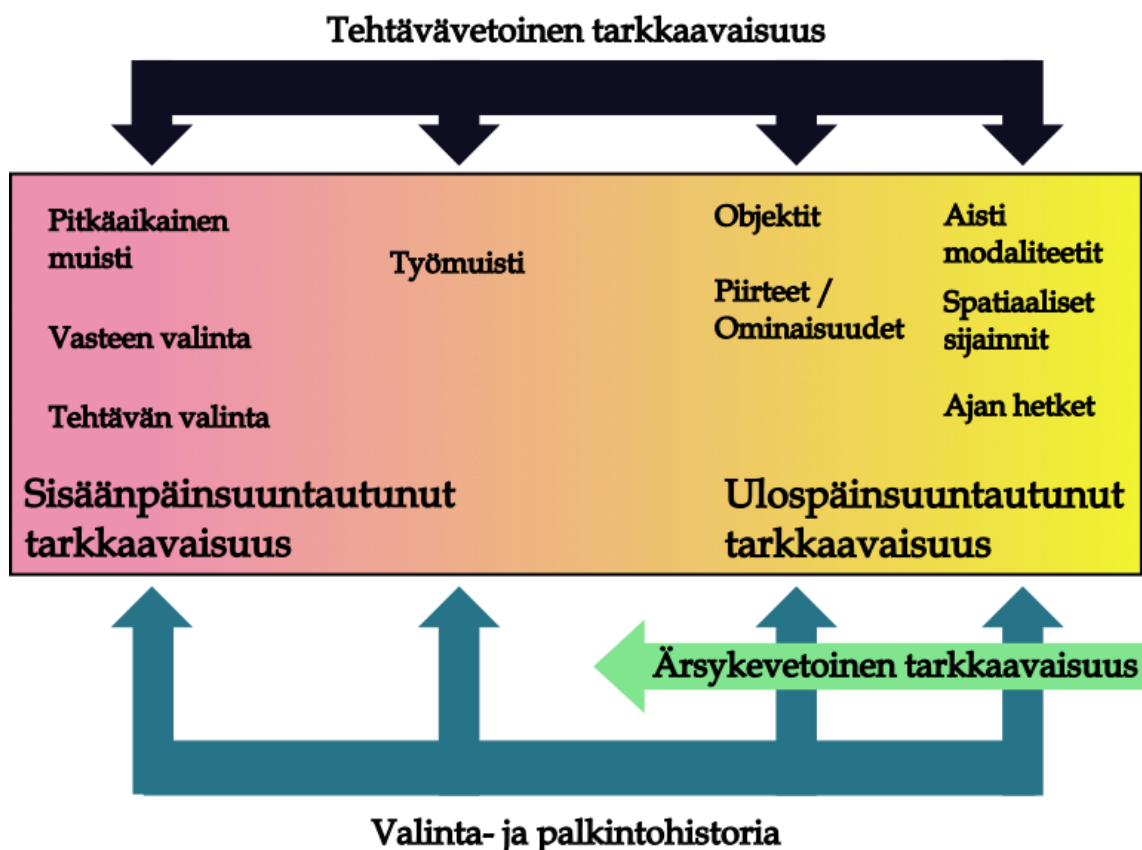 Tehtävävetoinen tarkkaavaisuus
Pitkäaikainen
muisti
Vasteen valinta
Tehtävän valinta
Työmuisti
Objektit
Piirteet /
Ominaisuudet
Aisti
modaliteetit
Spatiaaliset
sijainnit
Ajan hetket
Sisäänpäinsuuntautunut
tarkkaavaisuus
Ulospäinsuuntautunut
tarkkaavaisuus
Ärsykevetoinen tarkkaavaisuus
Valinta- ja palkintohistoria